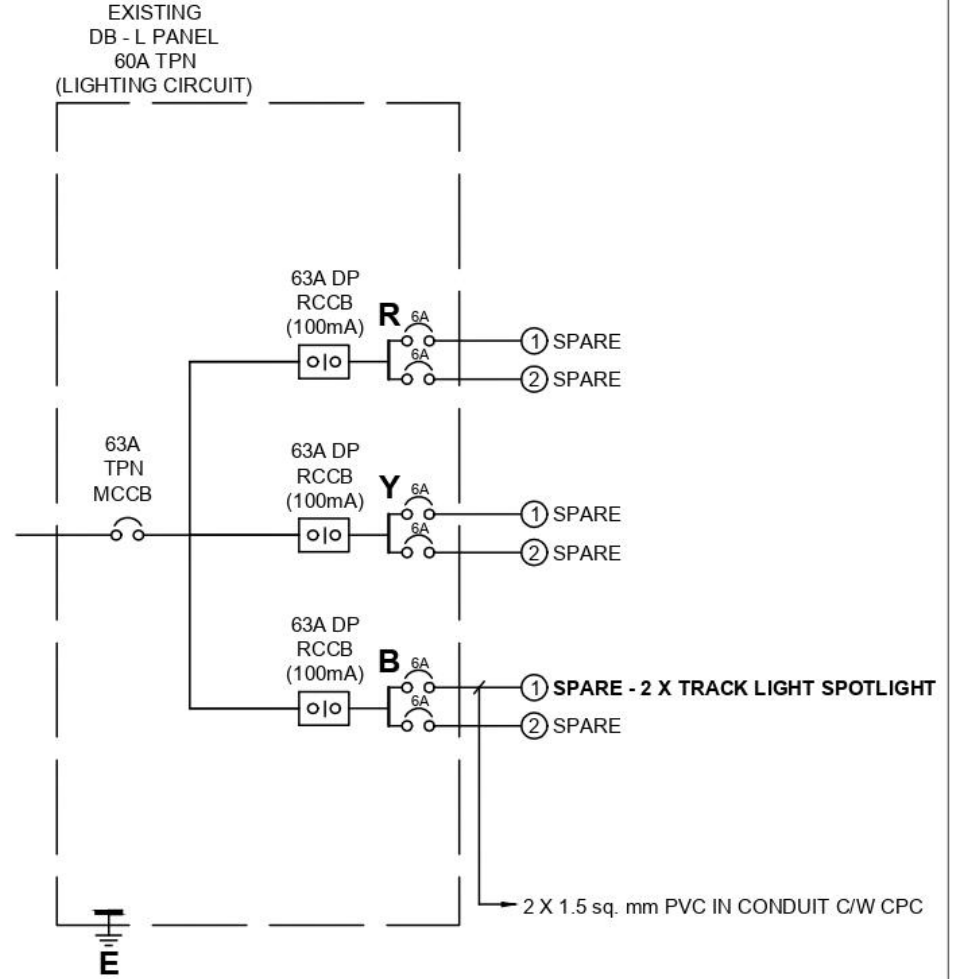 EXISTING
DB - L PANEL
60A TPN
(LIGHTING CIRCUIT)
63A DP
RCCB
(100mA)
R
6A
1 SPARE
6A
2 SPARE
63A
TPN
MCCB
63A DP
RCCB
(100mA)
Y
6A
1 SPARE
6A
2 SPARE
63A DP
RCCB
(100mA)
B
6A
1 SPARE - 2 X TRACK LIGHT SPOTLIGHT
6A
2 SPARE
2 X 1.5 sq. mm PVC IN CONDUIT C/W CPC
E